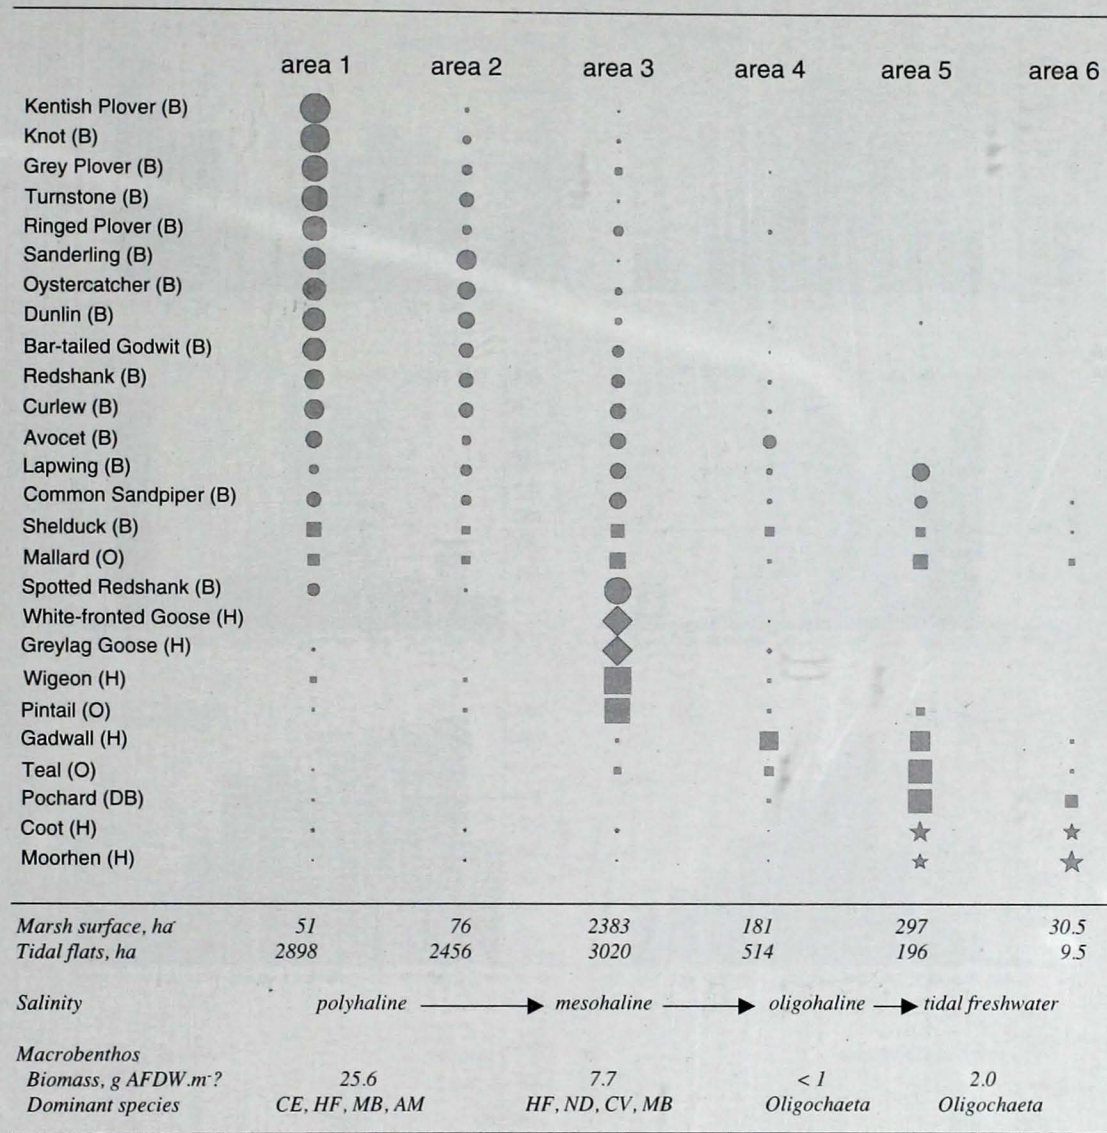 area 1 area 2 area 3 area 4 area 5 area 6
Kentish Plover (B)
Knot (B)
Grey Plover (B)
Turnstone (B)
Ringed Plover (B)
Sanderling (B)
Oystercatcher (B)
Dunlin (B)
Bar-tailed Godwit (B)
Redshank (B)
Curlew (B)
Avocet (B)
Lapwing (B)
Common Sandpiper (B)
Shelduck (B)
Mallard (O)
Spotted Redshank (B)
White-fronted Goose (H)
Greylag Goose (H)
Wigeon (H)
Pintail (O)
Gadwall (H)
Teal (O)
Pochard (DB)
Coot (H)
Moorhen (H)
Marsh surface, ha 51 76 2383 181 297 30.5
Tidal flats, ha 2898 2456 3020 514 196 9.5
Salinity polyhaline mesohaline oligohaline tidal freshwater
Macrobenthos
Biomass, g AFDW.m-? 25.6 7.7 < 1 2.0
Dominant species CE, HF, MB, AM HF, ND, CV, MB Oligochaeta Oligochaeta